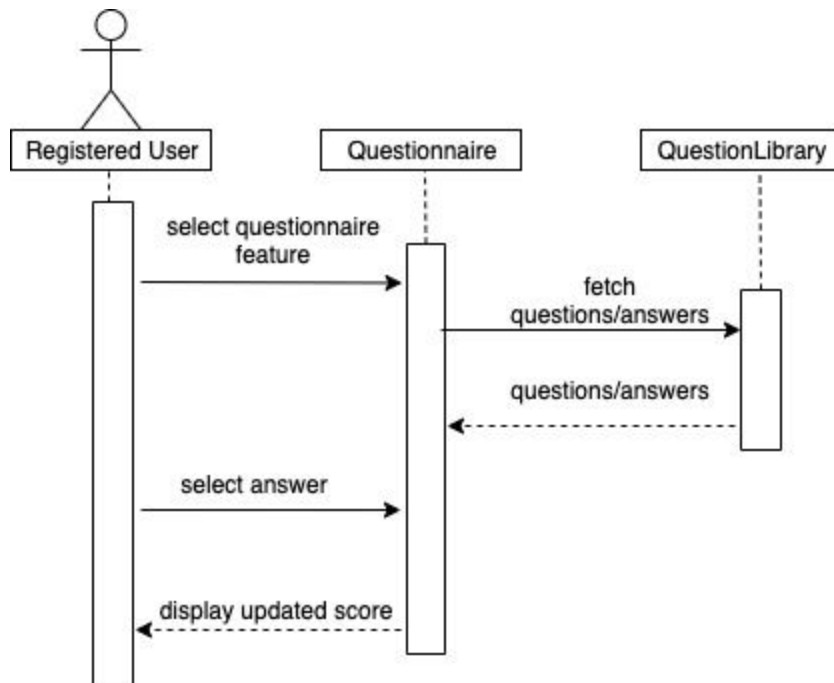 Registered User
Questionnaire
QuestionLibrary
select questionnaire
feature
fetch
questions/answers
questions/answers
select answer
display updated score